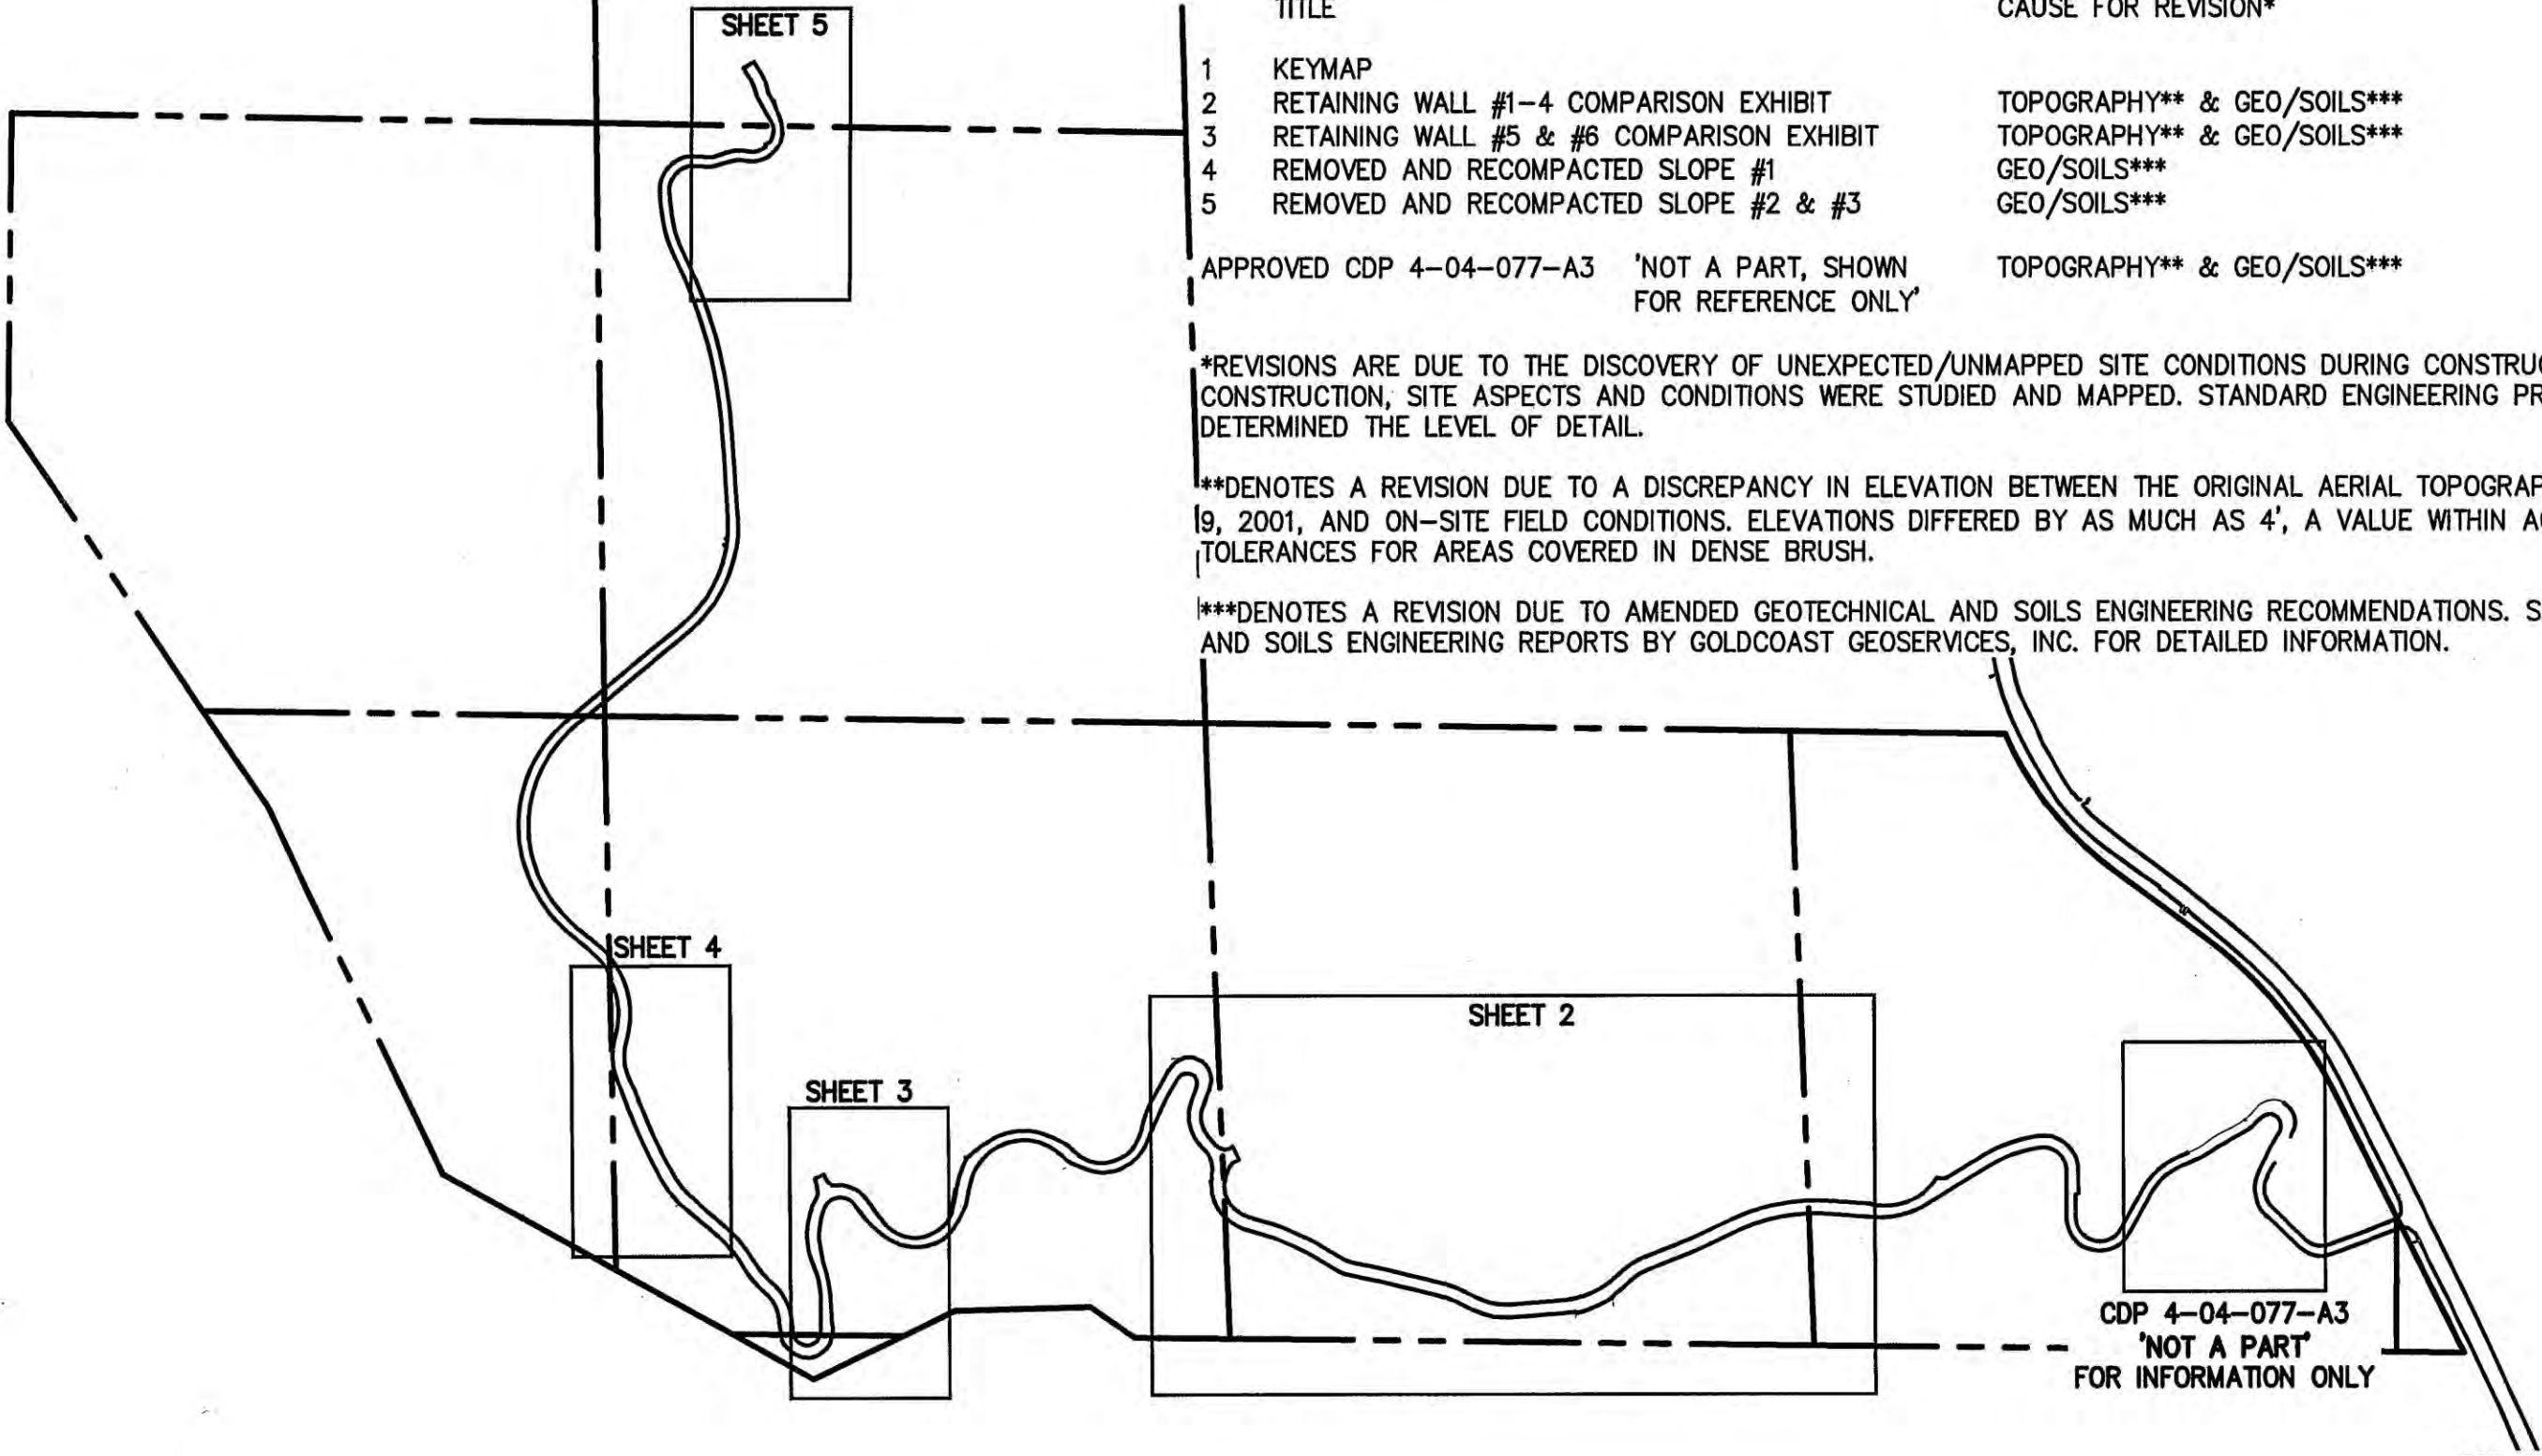 SHEET 5
TITLE CAUSE FOR REVISION*
1 KEYMAP
2 RETAINING WALL #1-4 COMPARISON EXHIBIT TOPOGRAPHY** & GEO/SOILS***
3 RETAINING WALL #5 & #6 COMPARISON EXHIBIT TOPOGRAPHY** & GEO/SOILS***
4 REMOVED AND RECOMPACTED SLOPE #1 GEO/SOILS***
5 REMOVED AND RECOMPACTED SLOPE #2 & #3 GEO/SOILS***
APPROVED CDP 4-04-077-A3 'NOT A PART, SHOWN TOPOGRAPHY** & GEO/SOILS***
FOR REFERENCE ONLY'
*REVISIONS ARE DUE TO THE DISCOVERY OF UNEXPECTED/UNMAPPED SITE CONDITIONS DURING
CONSTRUCTION, SITE ASPECTS AND CONDITIONS WERE STUDIED AND MAPPED. STANDARD ENGINEERING
DETERMINED THE LEVEL OF DETAIL.
**DENOTES A REVISION DUE TO A DISCREPANCY IN ELEVATION BETWEEN THE ORIGINAL AERIAL
9, 2001, AND ON-SITE FIELD CONDITIONS. ELEVATIONS DIFFERED BY AS MUCH AS 4', A VALUE WITHIN
TOLERANCES FOR AREAS COVERED IN DENSE BRUSH.
***DENOTES A REVISION DUE TO AMENDED GEOTECHNICAL AND SOILS ENGINEERING RECOMMENDATIONS.
AND SOILS ENGINEERING REPORTS BY GOLDCOAST GEOSERVICES, INC. FOR DETAILED INFORMATION.
SHEET 4
SHEET 2
SHEET 3
CDP 4-04-077-A3
'NOT A PART'
FOR INFORMATION ONLY